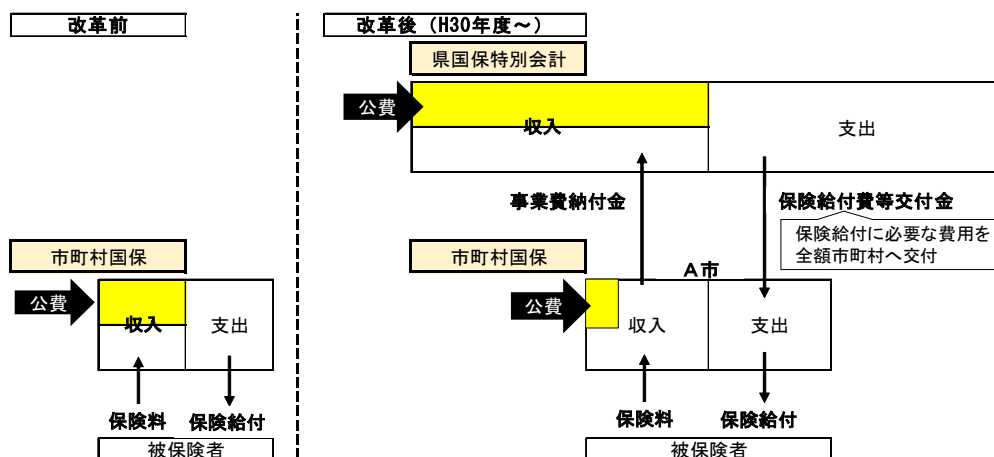 改革前
改革後（H30年度～）
県国保特別会計
公費
収入
支出
事業費納付金
保険給付費等交付金
保険給付に必要な費用を
全額市町村へ交付
市町村国保
公費
収入
支出
保険料
保険給付
被保険者
市町村国保
A市
公費
収入
支出
保険料
保険給付
被保険者